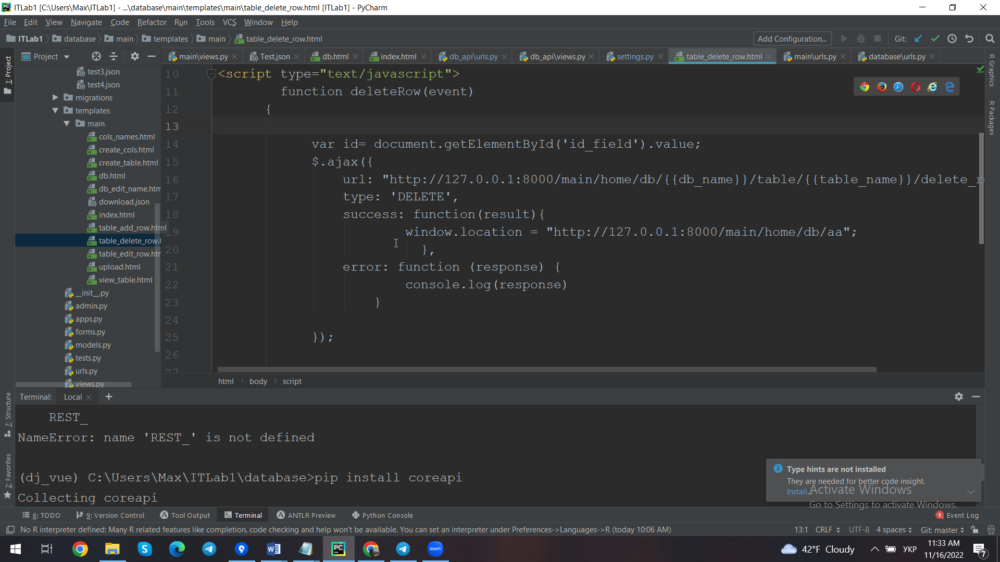 ITLab1 [C:\Users\Max\ITLab1] - ...\database\main\templates\main\table_delete_row.html [ITLab1] - PyCharm
File Edit View Navigate Code Refactor Run Tools VCS Window Help
ITLab1 database main templates main table_delete_row.html Add Configuration... Git:
1: Project
Project
main\views.py Test.json db.html index.html db_api\urls.py db_api\views.py settings.py table_delete_row.html main\urls.py database\urls.py
test3.json
test4.json
migrations
templates
main
cols_names.html
create_cols.html
create_table.html
db.html
db_edit_name.htm
download.json
index.html
table_add_row.html
table_delete_row.h
table_edit_row.htm
upload.html
view_table.html
__init__.py
admin.py
apps.py
forms.py
models.py
tests.py
urls.py
views.py
10 <script type="text/javascript">
11 function deleteRow(event)
12 {
13
14 var id= document.getElementById('id_field').value;
15 $.ajax({
16 url: "http://127.0.0.1:8000/main/home/db/{{db_name}}/table/{{table_name}}/delete_r
17 type: 'DELETE',
18 success: function(result){
19 window.location = "http://127.0.0.1:8000/main/home/db/aa";
20 },
21 error: function (response) {
22 console.log(response)
23 }
24
25 });
26
27
R Graphics
R Packages
html body script
7: Structure
2: Favorites
Terminal: Local +
REST_
NameError: name 'REST_' is not defined
(dj_vue) C:\Users\Max\ITLab1\database>pip install coreapi
Collecting coreapi
Type hints are not installed
They are needed for better code insight.
Install...
Activate Windows
Go to Settings to activate Windows.
6: TODO 9: Version Control Tool Output Terminal ANTLR Preview Python Console 1 Event Log
No R interpreter defined: Many R related features like completion, code checking and help won't be available. You can set an interpreter under Preferences->Languages->R (today 10:06 AM) 13:1 CRLF UTF-8 4 spaces Git: master
PC zoom 42°F Cloudy УКР 11:33 AM
11/16/2022 7